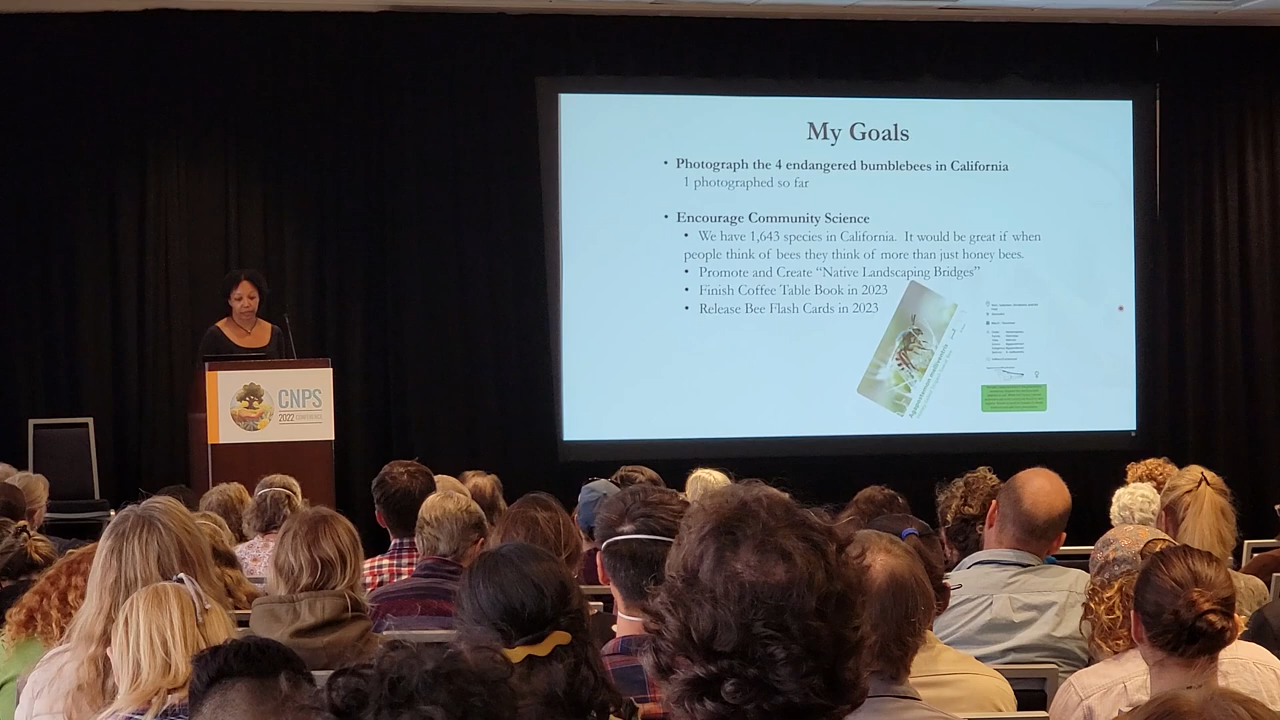 My Goals
• Photograph the 4 endangered bumblebees in California
1 photographed so far
• Encourage Community Science
• We have 1,643 species in California. It would be great if when
people think of bees they think of more than just honey bees.
• Promote and Create “Native Landscaping Bridges”
• Finish Coffee Table Book in 2023
• Release Bee Flash Cards in 2023
CNPS
2022 CONFERENCE